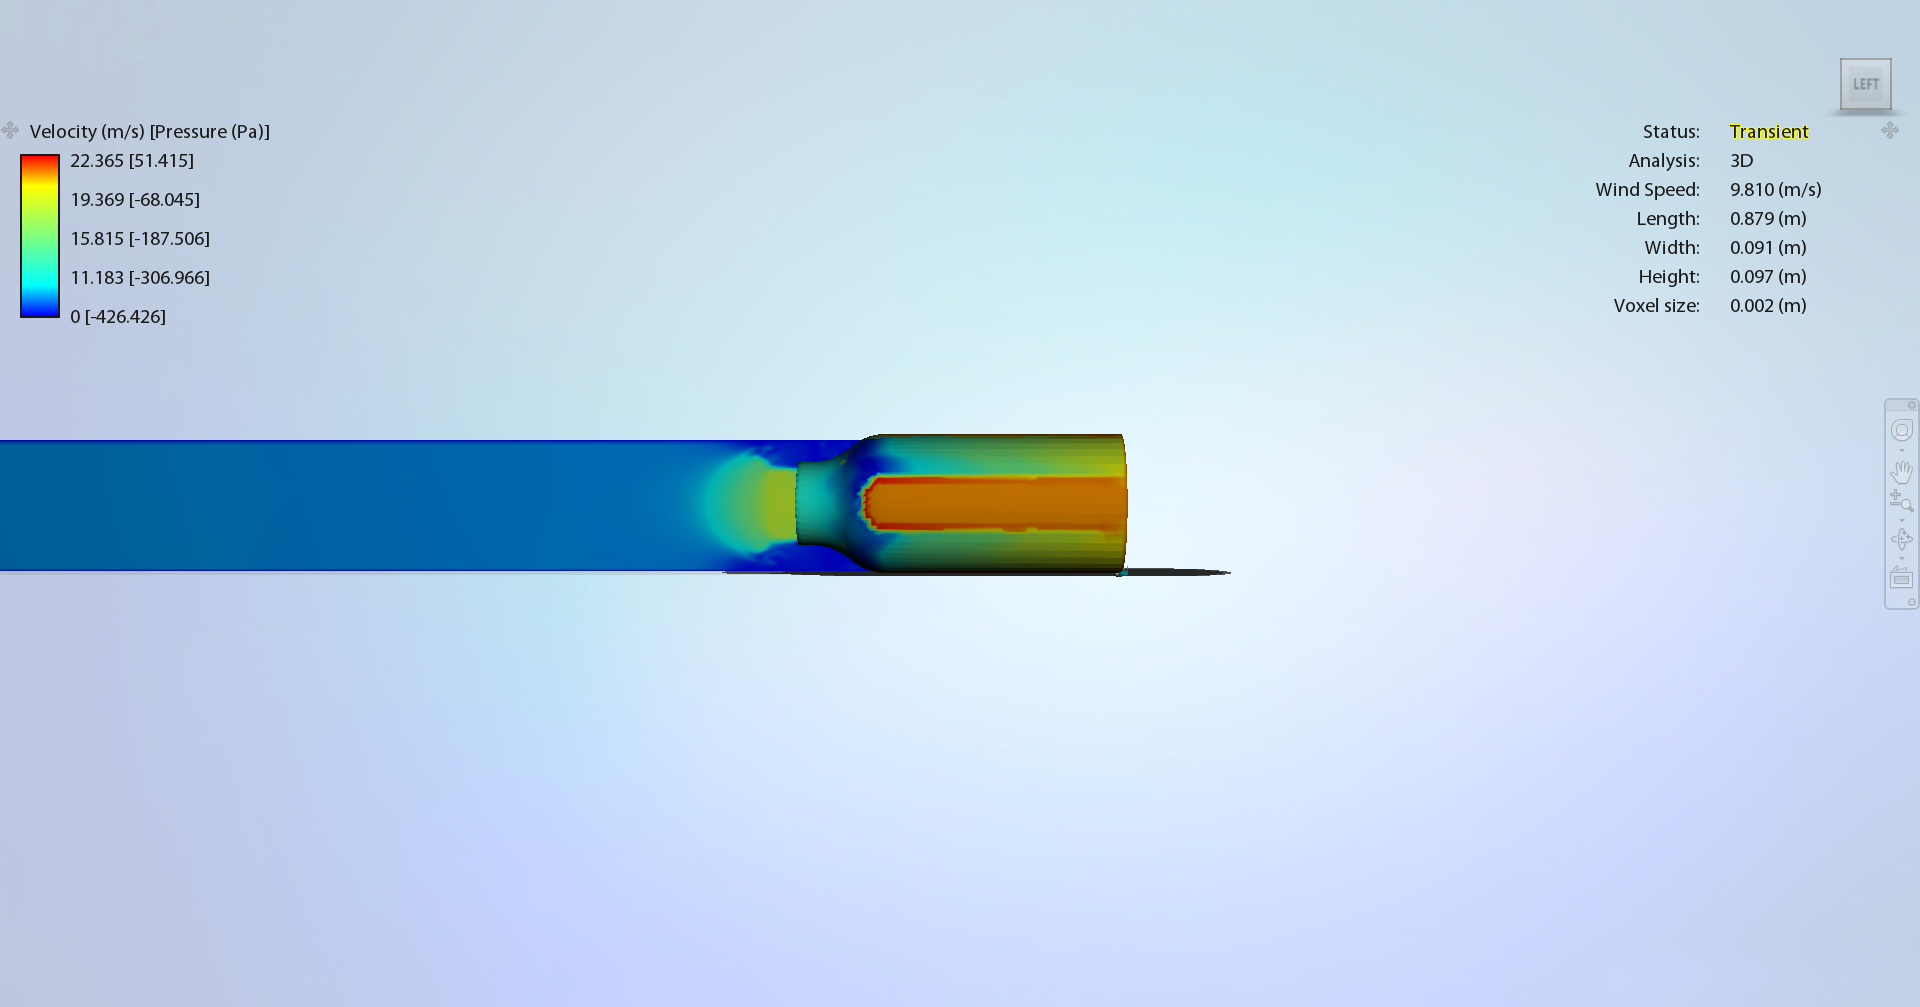 LEFT
Velocity (m/s) [Pressure (Pa)]
22.365 [51.415]
19.369 [-68.045]
15.815 [-187.506]
11.183 [-306.966]
0 [-426.426]
Status: Transient
Analysis: 3D
Wind Speed: 9.810 (m/s)
Length: 0.879 (m)
Width: 0.091 (m)
Height: 0.097 (m)
Voxel size: 0.002 (m)